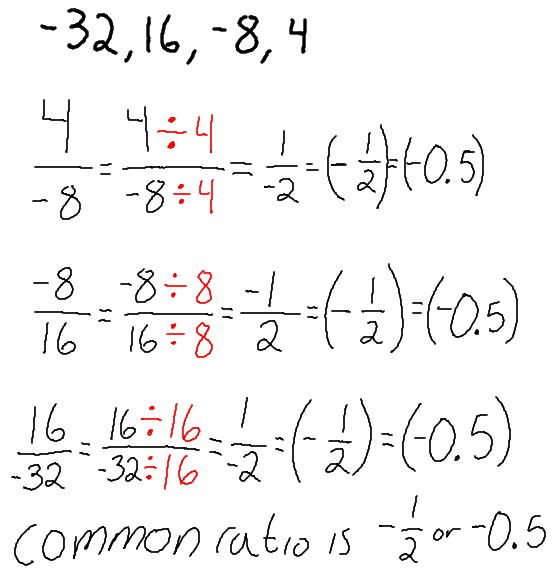 -32, 16, -8, 4
4/-8 = 4÷4/-8÷4 = 1/-2 = (-1/2) = (-0.5)
-8/16 = -8÷8/16÷8 = -1/2 = (-1/2) = (-0.5)
16/-32 = 16÷16/-32÷16 = 1/-2 = (-1/2) = (-0.5)
common ratio is -1/2 or -0.5